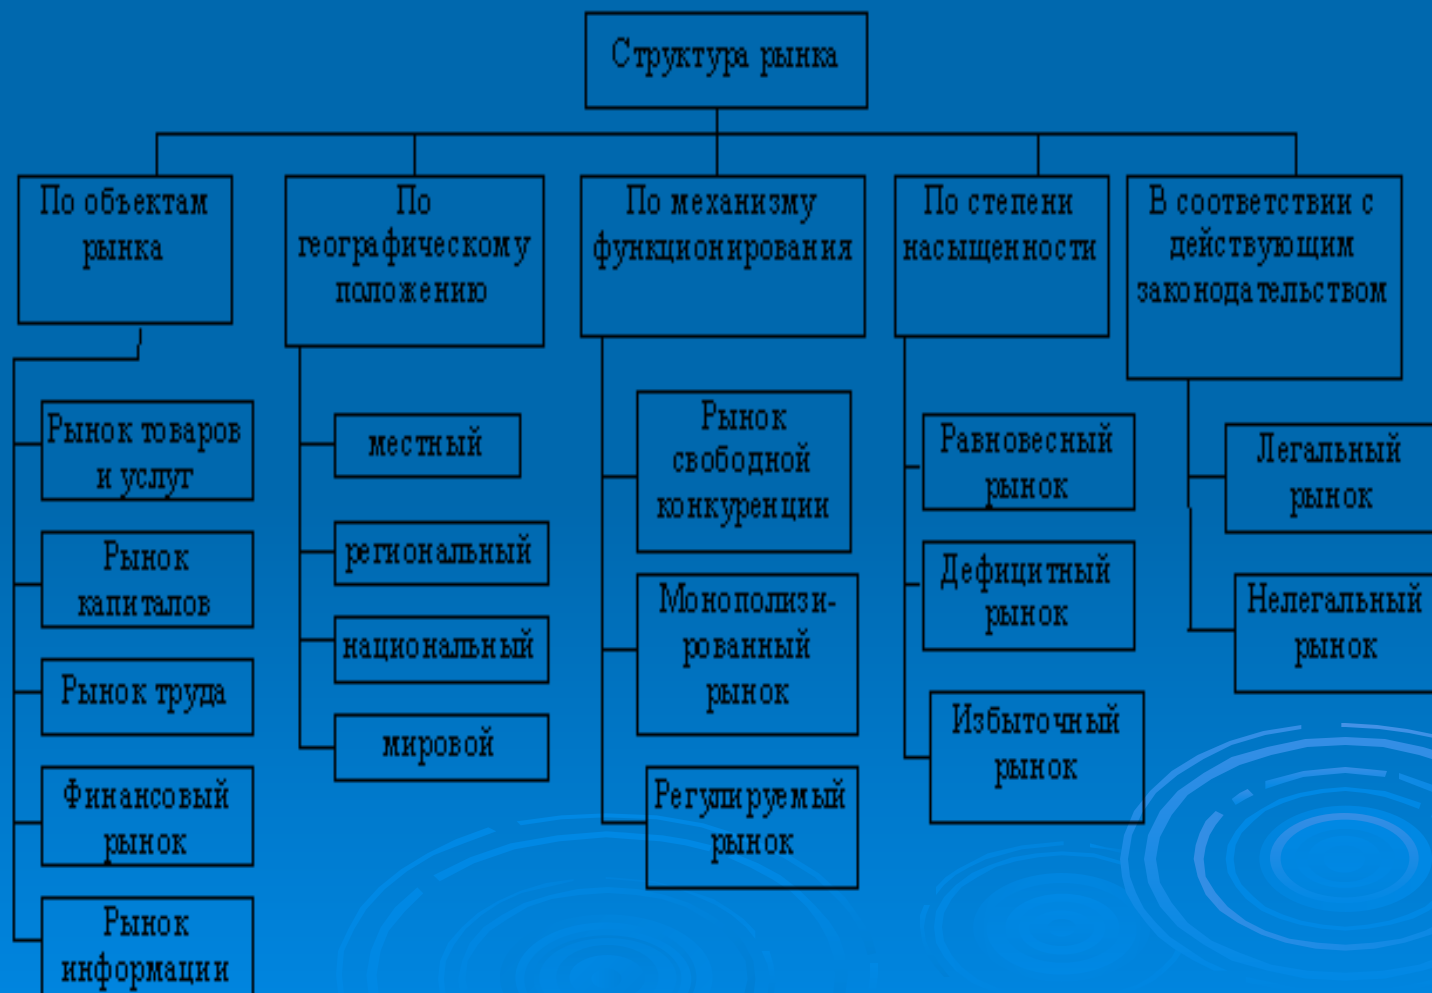 Структура рынка
По объектам
рынка
По
географическому
положению
По механизму
функционирования
По степени
насыщенности
В соответствии с
действующим
законодательством
Рынок товаров
и услуг
Рынок
капиталов
Рынок труда
Финансовый
рынок
Рынок
информации
местный
региональный
национальный
мировой
Рынок
свободной
конкуренции
Монополизи-
рованный
рынок
Регулируемый
рынок
Равновесный
рынок
Дефицитный
рынок
Избыточный
рынок
Легальный
рынок
Нелегальный
рынок